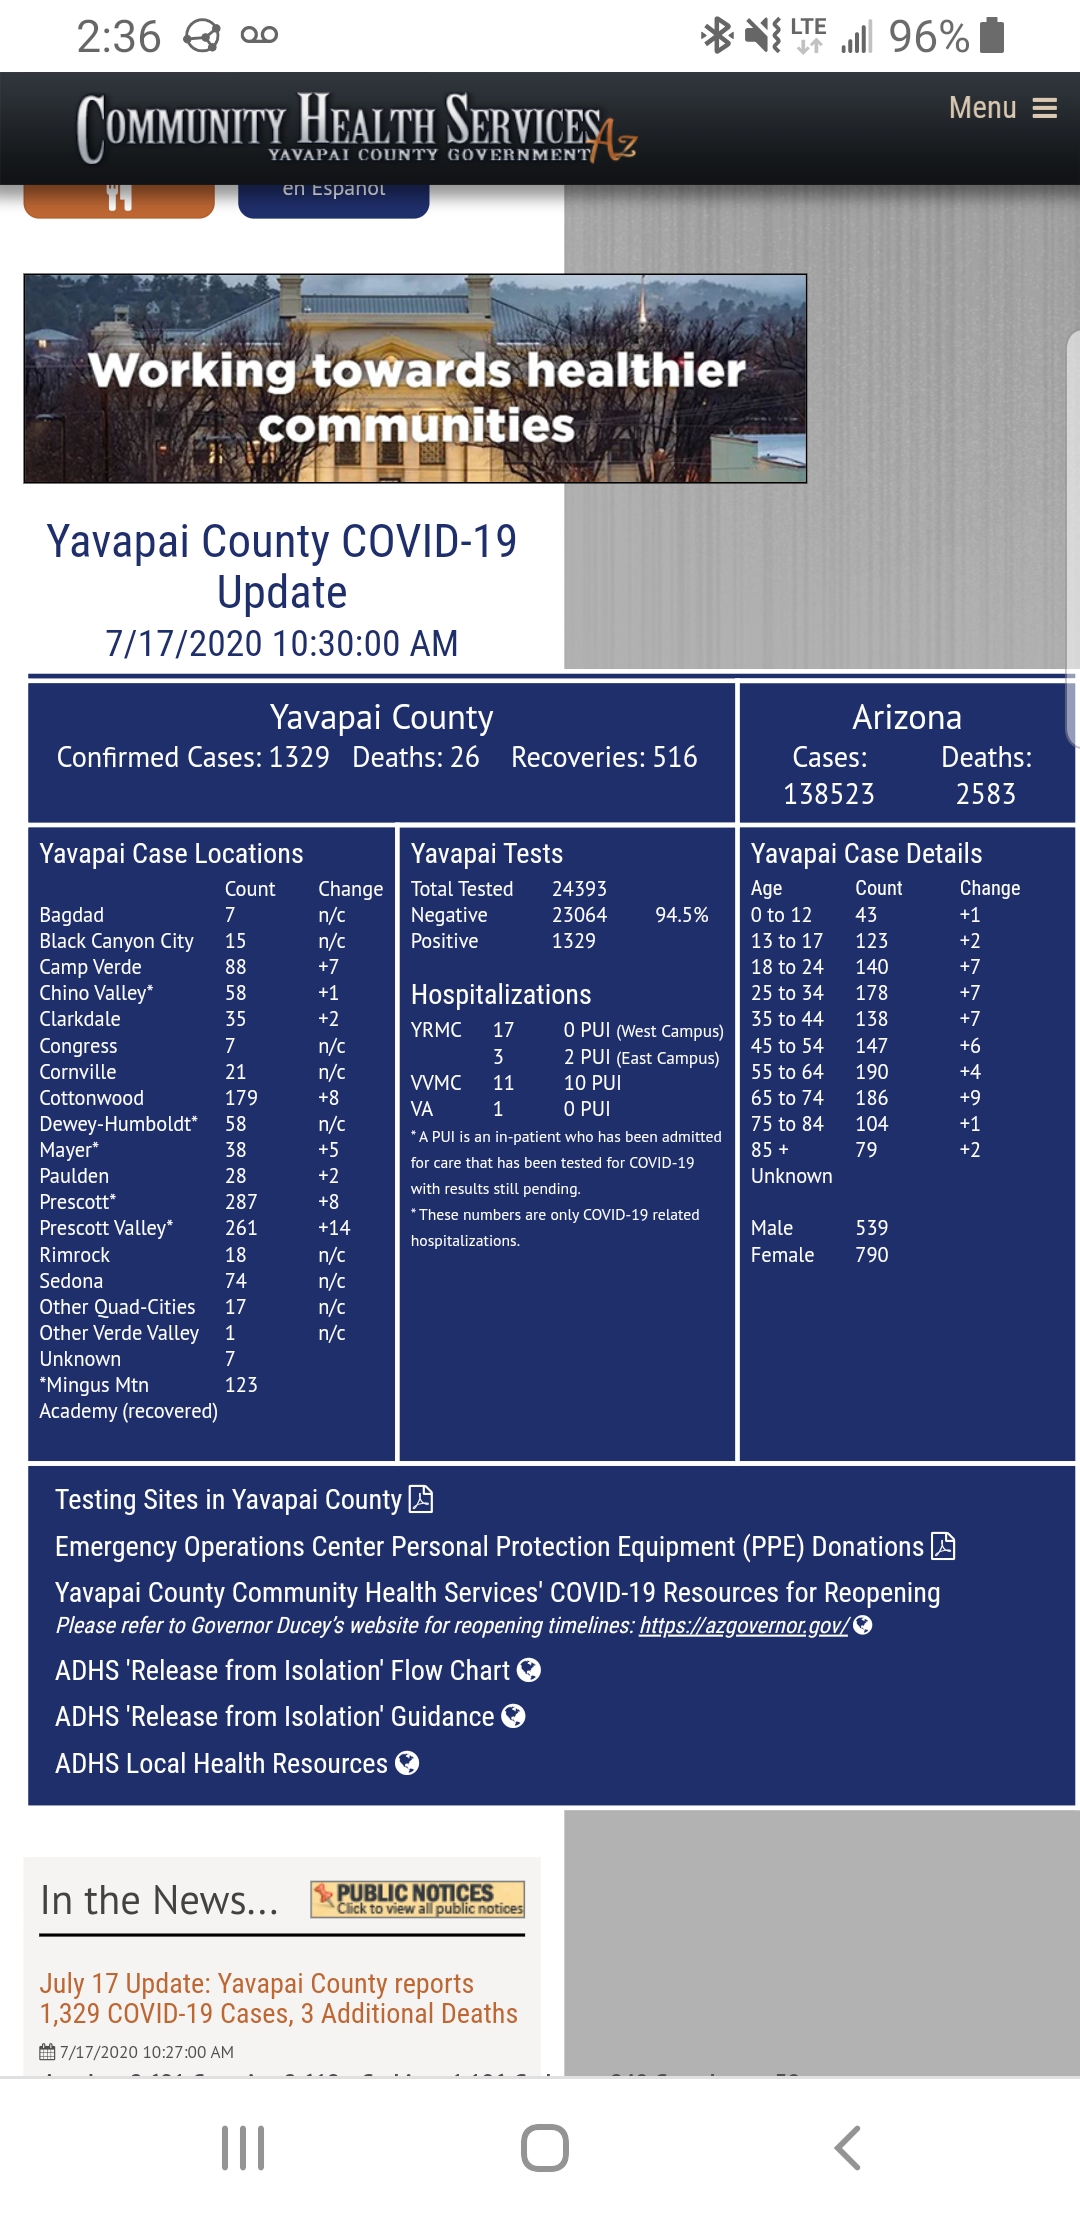 2:36 LTE 96%
COMMUNITY HEALTH SERVICES Az
YAVAPAI COUNTY GOVERNMENT
Menu
en Español
Working towards healthier
communities
Yavapai County COVID-19
Update
7/17/2020 10:30:00 AM
Yavapai County
Confirmed Cases: 1329 Deaths: 26 Recoveries: 516
Arizona
Cases: Deaths:
138523 2583
Yavapai Case Locations
Count Change
Bagdad 7 n/c
Black Canyon City 15 n/c
Camp Verde 88 +7
Chino Valley* 58 +1
Clarkdale 35 +2
Congress 7 n/c
Cornville 21 n/c
Cottonwood 179 +8
Dewey-Humboldt* 58 n/c
Mayer* 38 +5
Paulden 28 +2
Prescott* 287 +8
Prescott Valley* 261 +14
Rimrock 18 n/c
Sedona 74 n/c
Other Quad-Cities 17 n/c
Other Verde Valley 1 n/c
Unknown 7
*Mingus Mtn 123
Academy (recovered)
Yavapai Tests
Total Tested 24393
Negative 23064 94.5%
Positive 1329
Hospitalizations
YRMC 17 0 PUI (West Campus)
3 2 PUI (East Campus)
VVMC 11 10 PUI
VA 1 0 PUI
* A PUI is an in-patient who has been admitted
for care that has been tested for COVID-19
with results still pending.
* These numbers are only COVID-19 related
hospitalizations.
Yavapai Case Details
Age Count Change
0 to 12 43 +1
13 to 17 123 +2
18 to 24 140 +7
25 to 34 178 +7
35 to 44 138 +7
45 to 54 147 +6
55 to 64 190 +4
65 to 74 186 +9
75 to 84 104 +1
85 + 79 +2
Unknown
Male 539
Female 790
Testing Sites in Yavapai County
Emergency Operations Center Personal Protection Equipment (PPE) Donations
Yavapai County Community Health Services' COVID-19 Resources for Reopening
Please refer to Governor Ducey's website for reopening timelines: https://azgovernor.gov/
ADHS 'Release from Isolation' Flow Chart
ADHS 'Release from Isolation' Guidance
ADHS Local Health Resources
In the News...
PUBLIC NOTICES
Click to view all public notices
July 17 Update: Yavapai County reports
1,329 COVID-19 Cases, 3 Additional Deaths
7/17/2020 10:27:00 AM